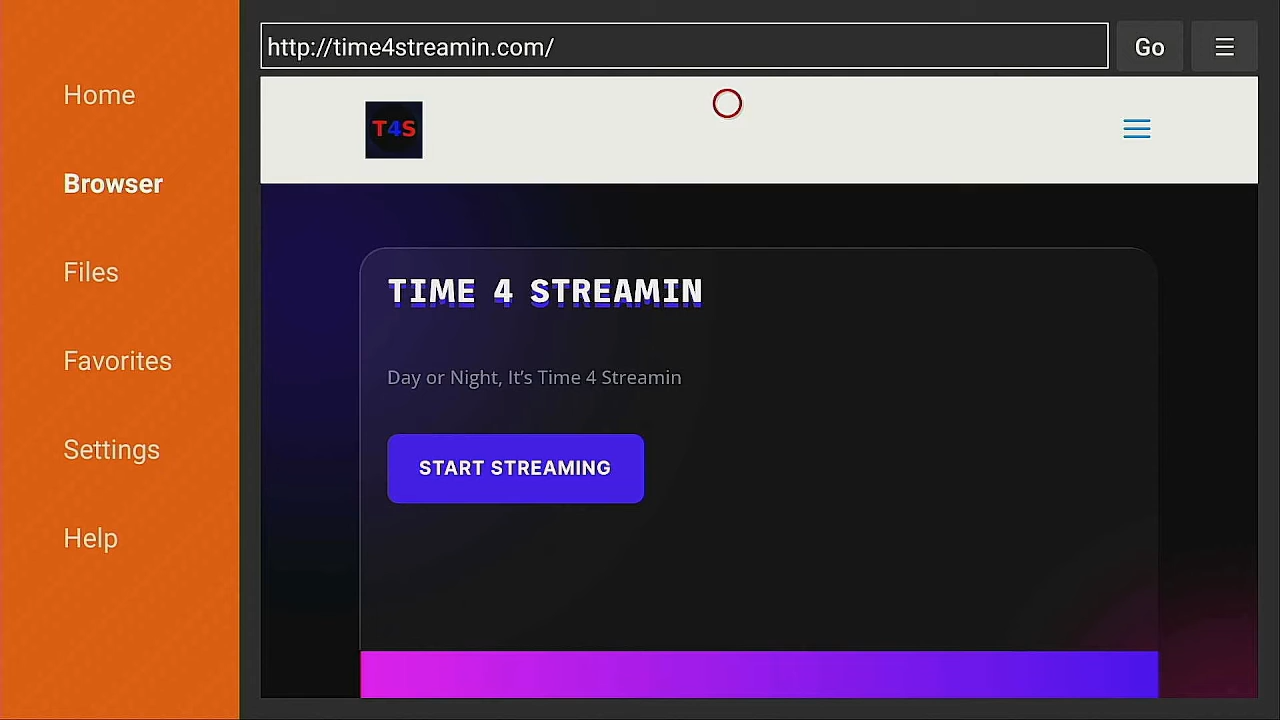 Home
Browser
Files
Favorites
Settings
Help
http://time4streamin.com/
Go
T4S
TIME 4 STREAMIN
Day or Night, It’s Time 4 Streamin
START STREAMING